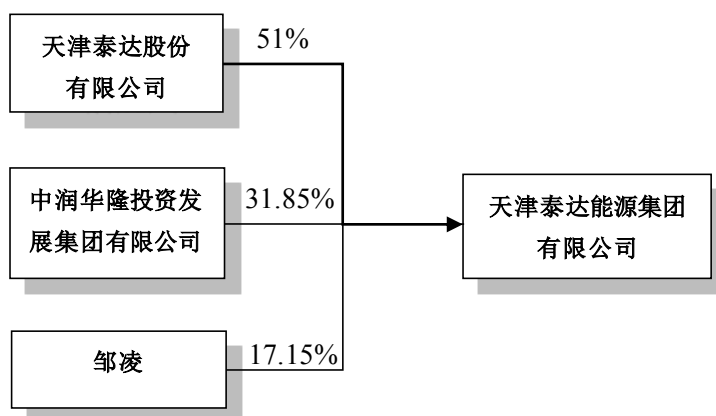 天津泰达股份
有限公司
51%
中润华隆投资发
展集团有限公司
31.85%
天津泰达能源集团
有限公司
邹凌
17.15%